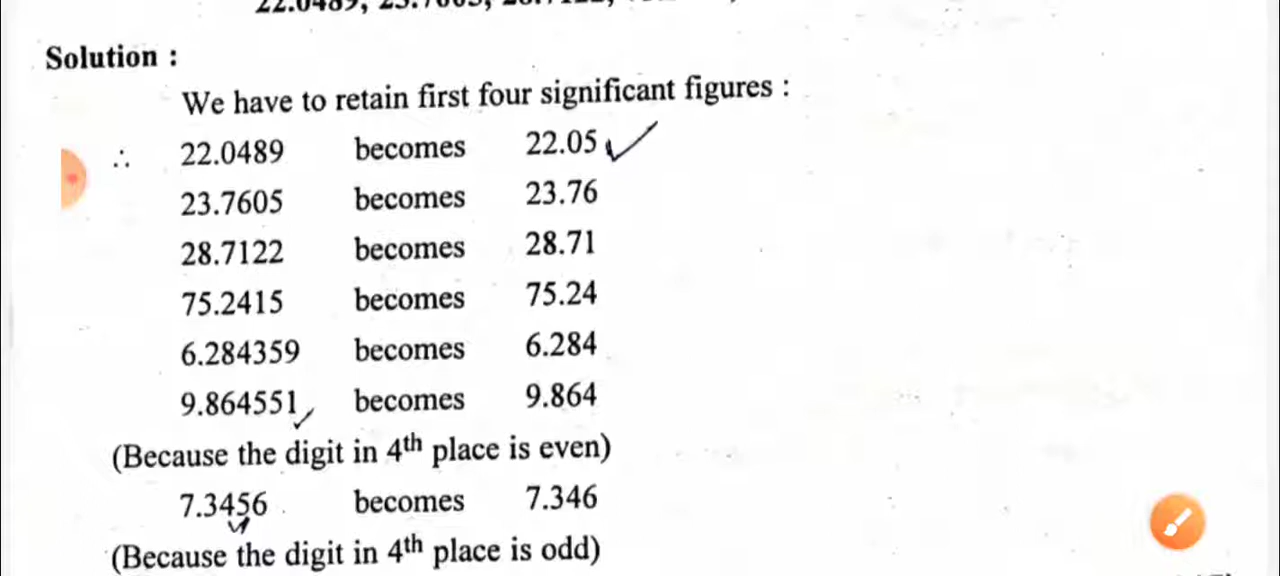 Solution :
We have to retain first four significant figures :
∴ 22.0489 becomes 22.05
23.7605 becomes 23.76
28.7122 becomes 28.71
75.2415 becomes 75.24
6.284359 becomes 6.284
9.864551 becomes 9.864
(Because the digit in 4th place is even)
7.3456 becomes 7.346
(Because the digit in 4th place is odd)